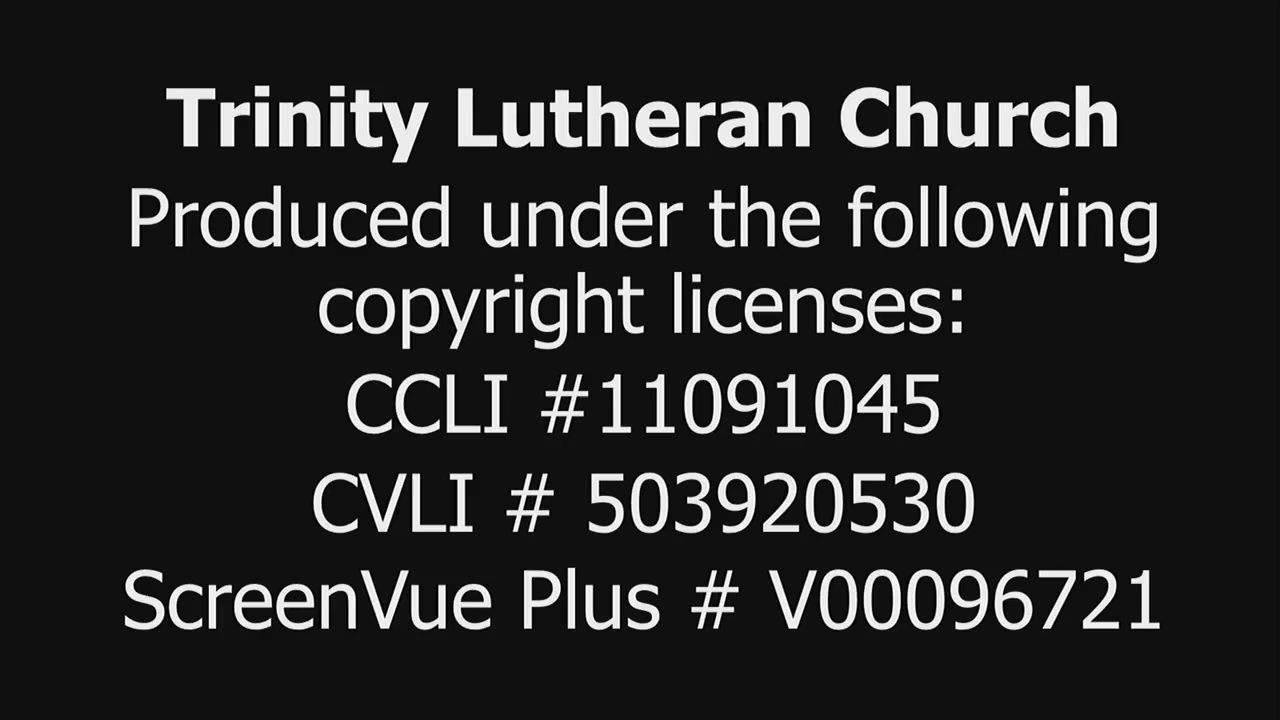 Trinity Lutheran Church
Produced under the following
copyright licenses:
CCLI #11091045
CVLI # 503920530
ScreenVue Plus # V00096721